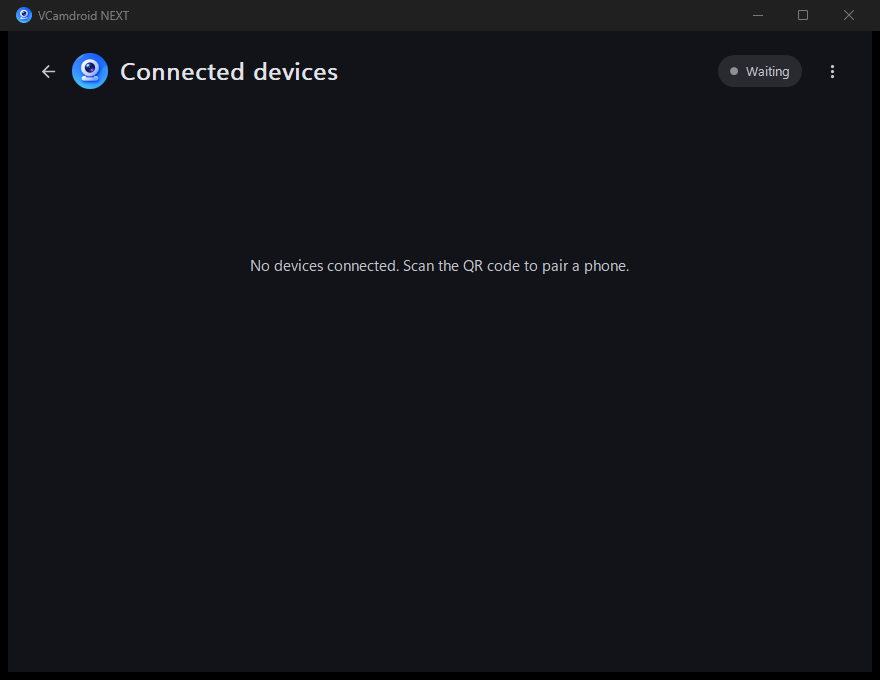 VCamdroid NEXT
Connected devices
Waiting
No devices connected. Scan the QR code to pair a phone.